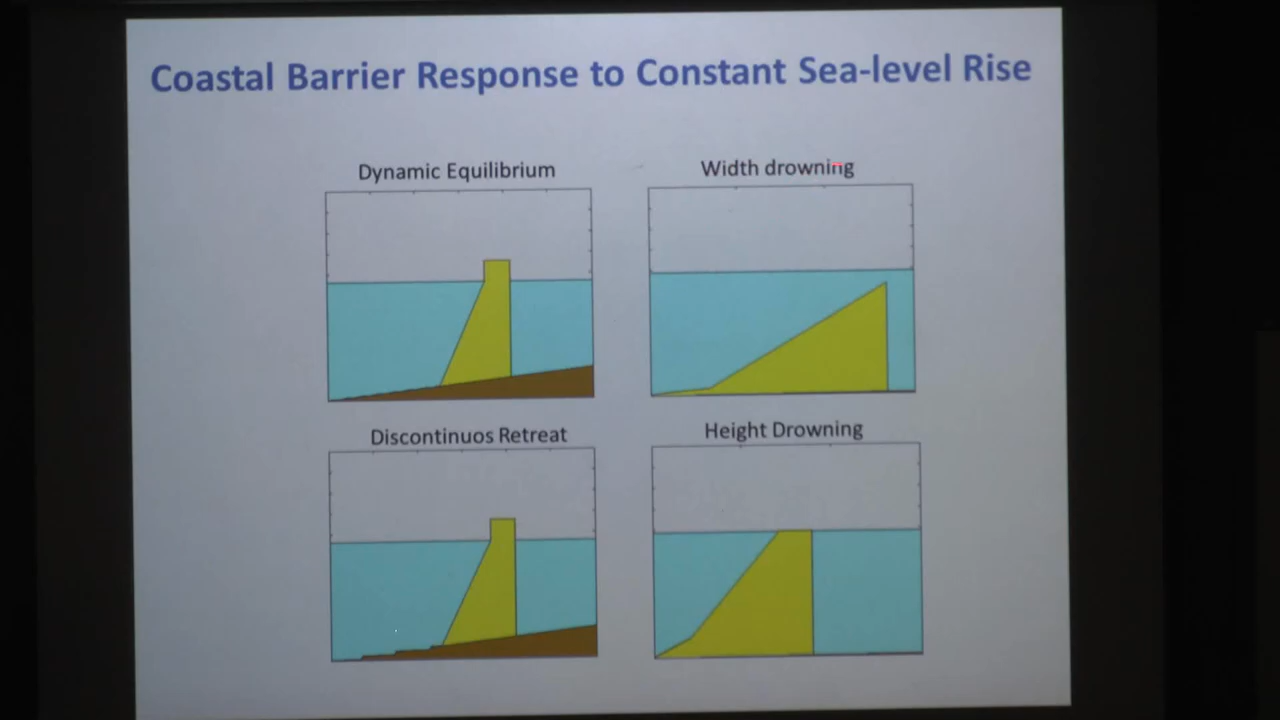 Coastal Barrier Response to Constant Sea-level Rise
Dynamic Equilibrium
Width drowning
Discontinuos Retreat
Height Drowning